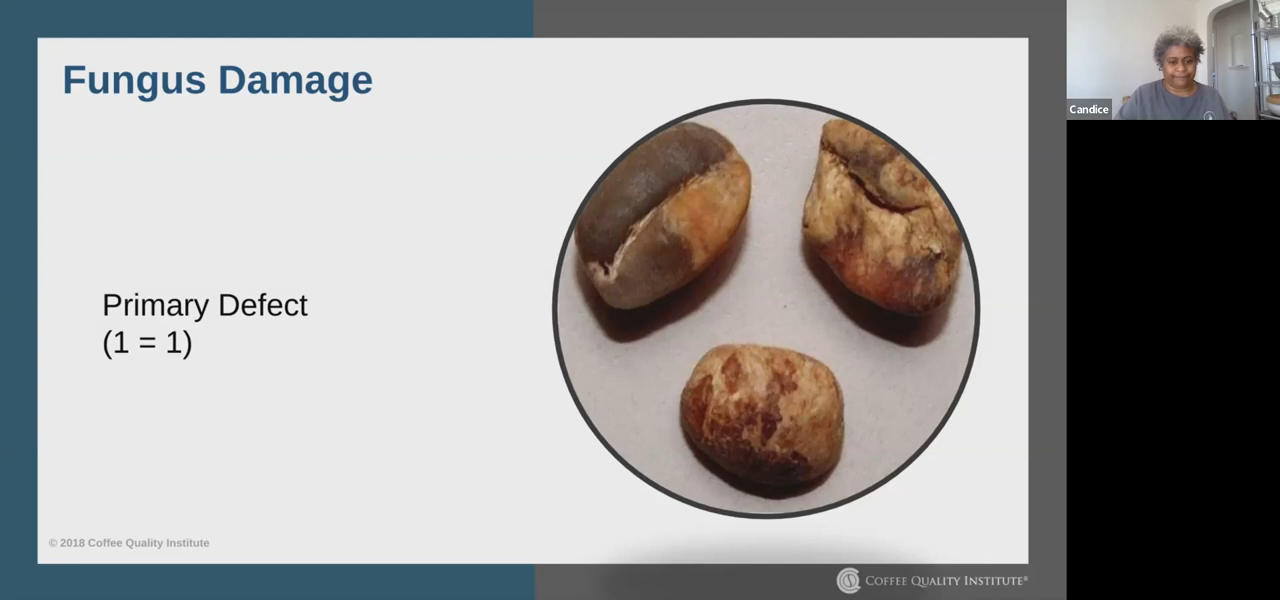 Fungus Damage
Candice
Primary Defect
(1 = 1)
© 2018 Coffee Quality Institute
COFFEE QUALITY INSTITUTE®